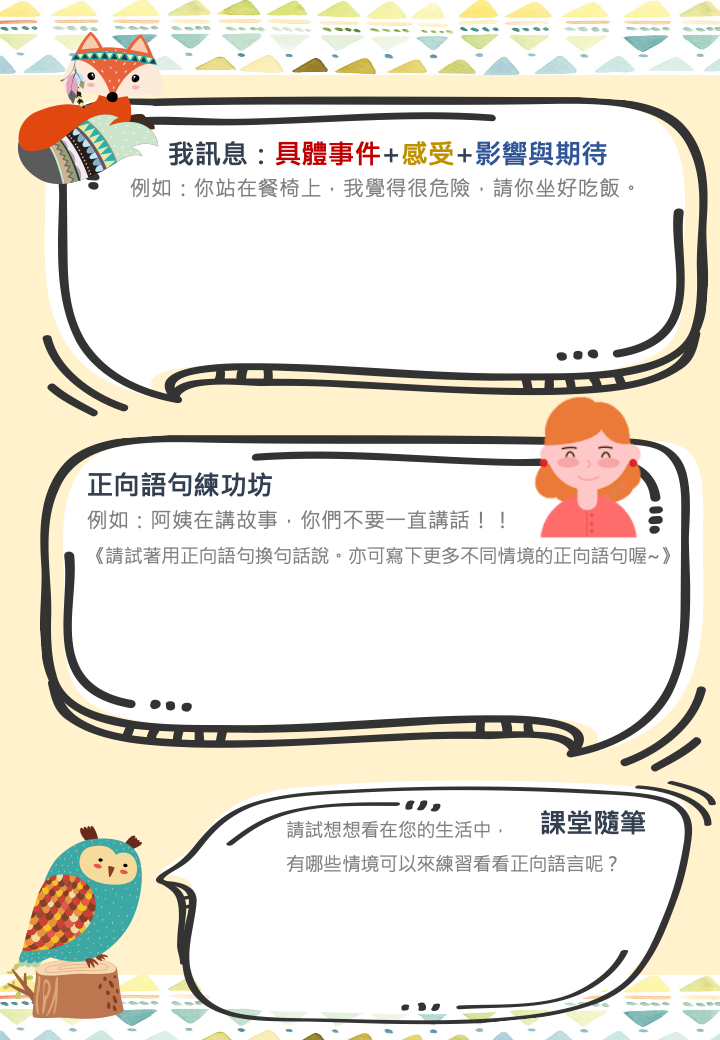 我訊息：具體事件+感受+影響與期待
例如：你站在餐椅上，我覺得很危險，請你坐好吃飯。
正向語句練功坊
例如：阿姨在講故事，你們不要一直講話！！
《請試著用正向語句換句話說。亦可寫下更多不同情境的正向語句喔~》
課堂隨筆
請試想想看在您的生活中，
有哪些情境可以來練習看看正向語言呢？